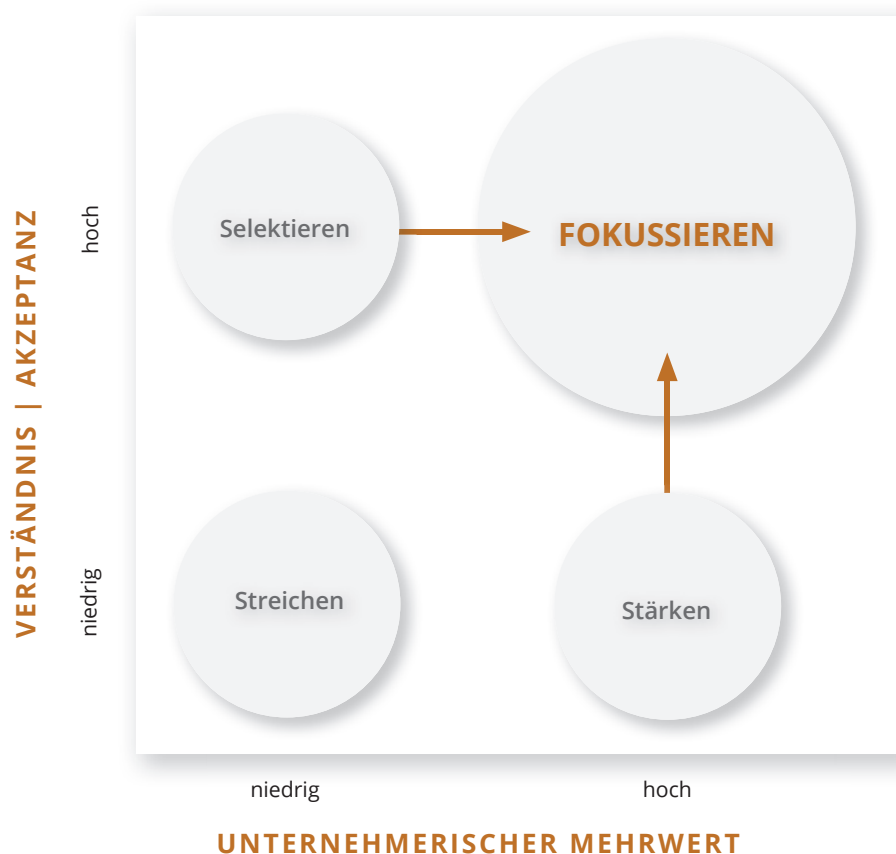 VERSTÄNDNIS | AKZEPTANZ
hoch
niedrig
Selektieren
FOKUSSIEREN
Streichen
Stärken
niedrig
hoch
UNTERNEHMERISCHER MEHRWERT